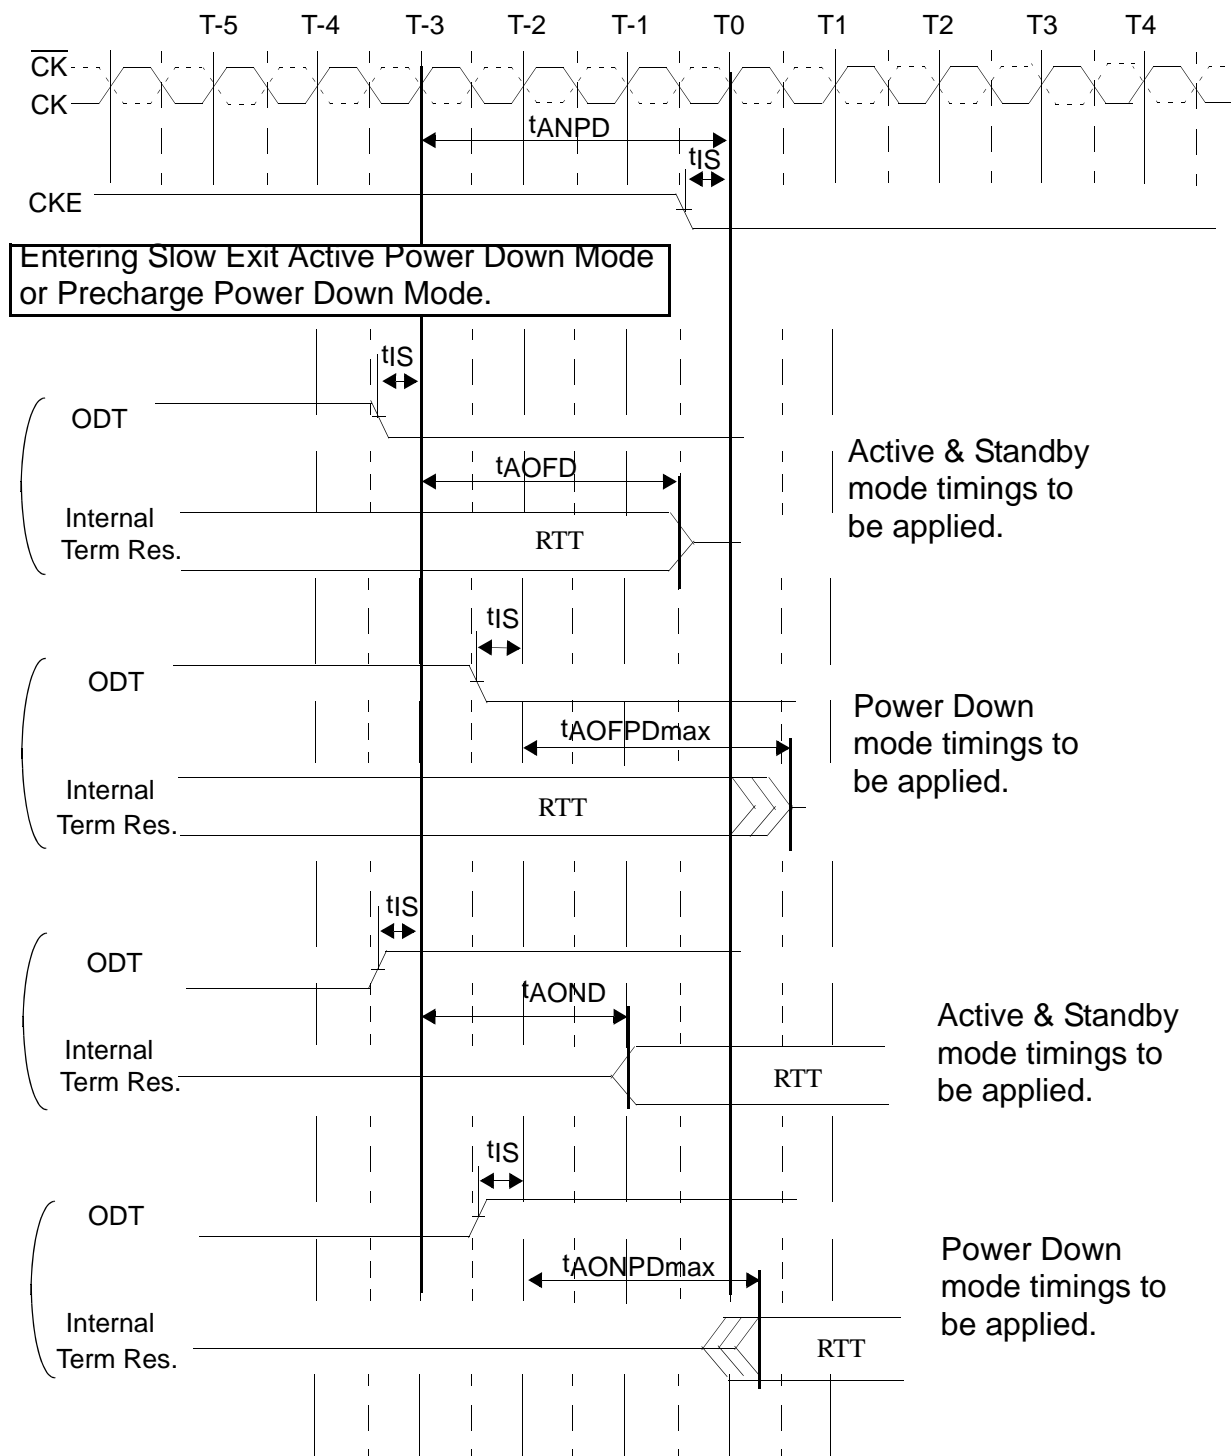 T-5 T-4 T-3 T-2 T-1 T0 T1 T2 T3 T4
CK
CK
tANPD
tIS
CKE
Entering Slow Exit Active Power Down Mode
or Precharge Power Down Mode.
tIS
ODT
tAOFD
Internal
Term Res.
RTT
Active & Standby
mode timings to
be applied.
tIS
ODT
tAOFPDmax
Internal
Term Res.
RTT
Power Down
mode timings to
be applied.
tIS
ODT
tAOND
Internal
Term Res.
RTT
Active & Standby
mode timings to
be applied.
tIS
ODT
tAONPDmax
Internal
Term Res.
RTT
Power Down
mode timings to
be applied.